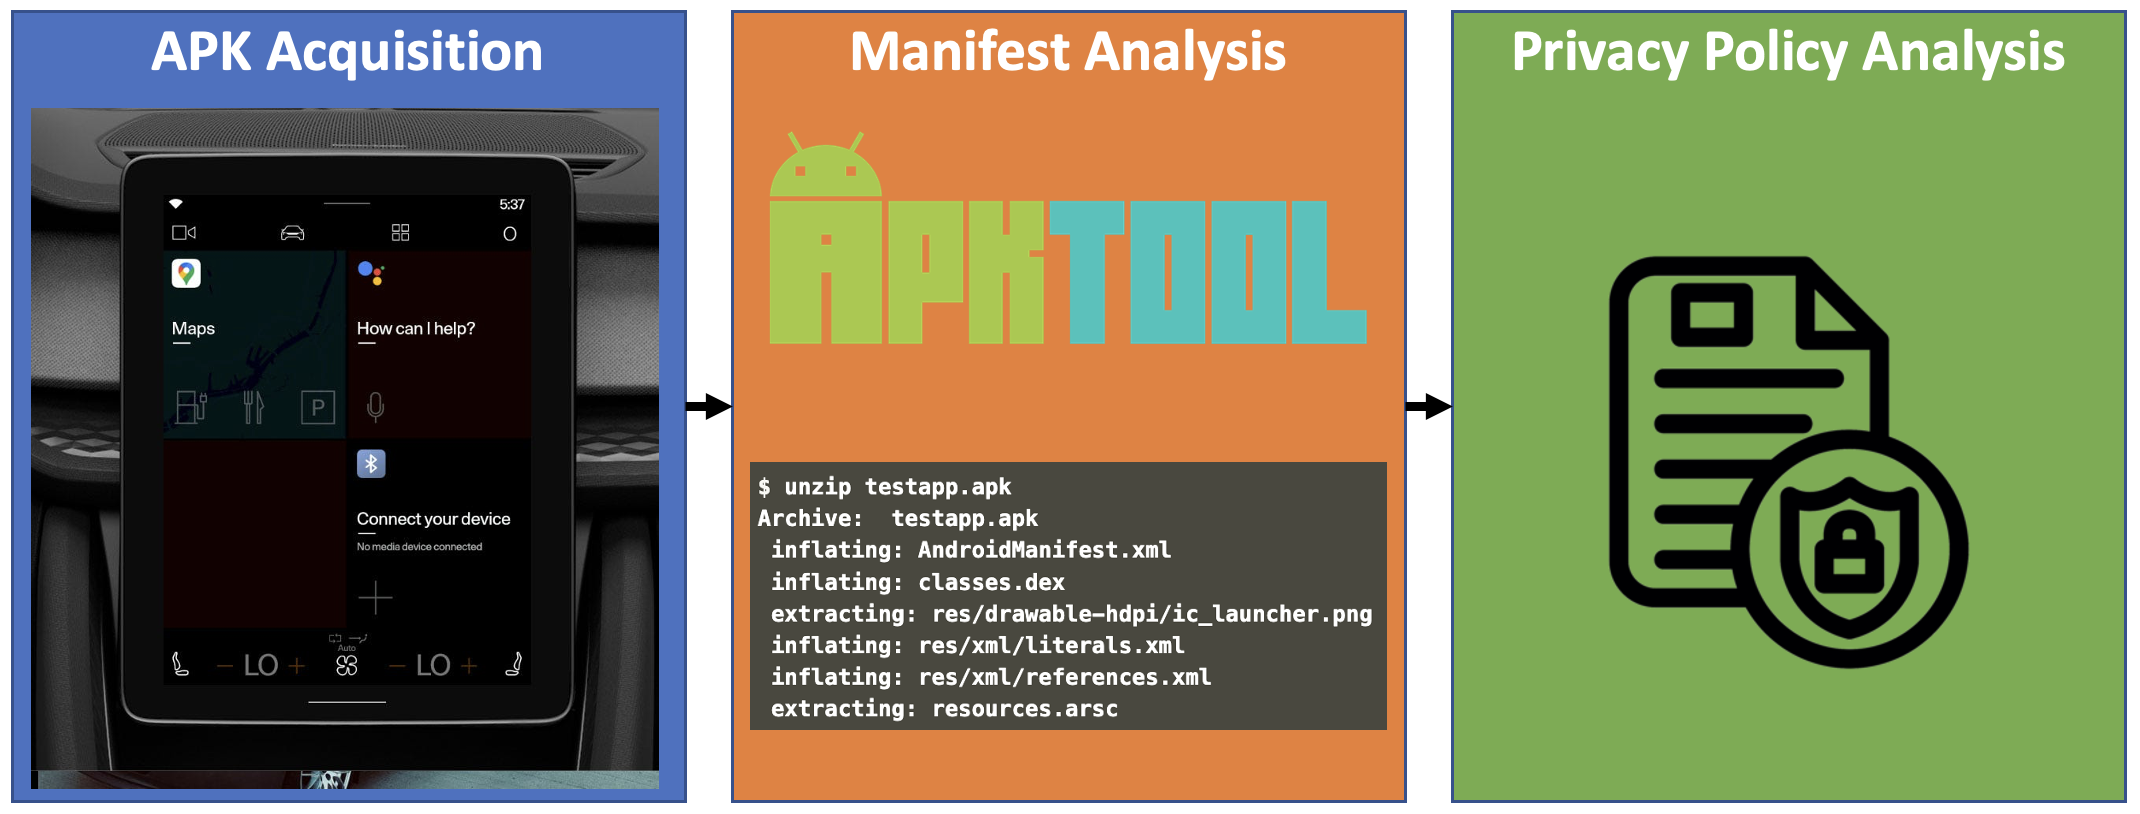 APK Acquisition
5:37
Maps
How can I help?
P
Connect your device
No media device connected
Auto
− LO +
− LO +
Manifest Analysis
APKTOOL
$ unzip testapp.apk
Archive:  testapp.apk
inflating: AndroidManifest.xml
inflating: classes.dex
extracting: res/drawable-hdpi/ic_launcher.png
inflating: res/xml/literals.xml
inflating: res/xml/references.xml
extracting: resources.arsc
Privacy Policy Analysis